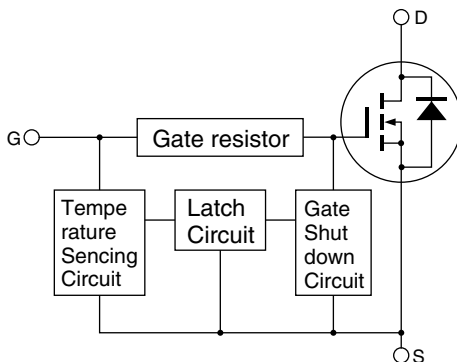 D
G
Gate resistor
Tempe
rature
Sencing
Circuit
Latch
Circuit
Gate
Shut
down
Circuit
S